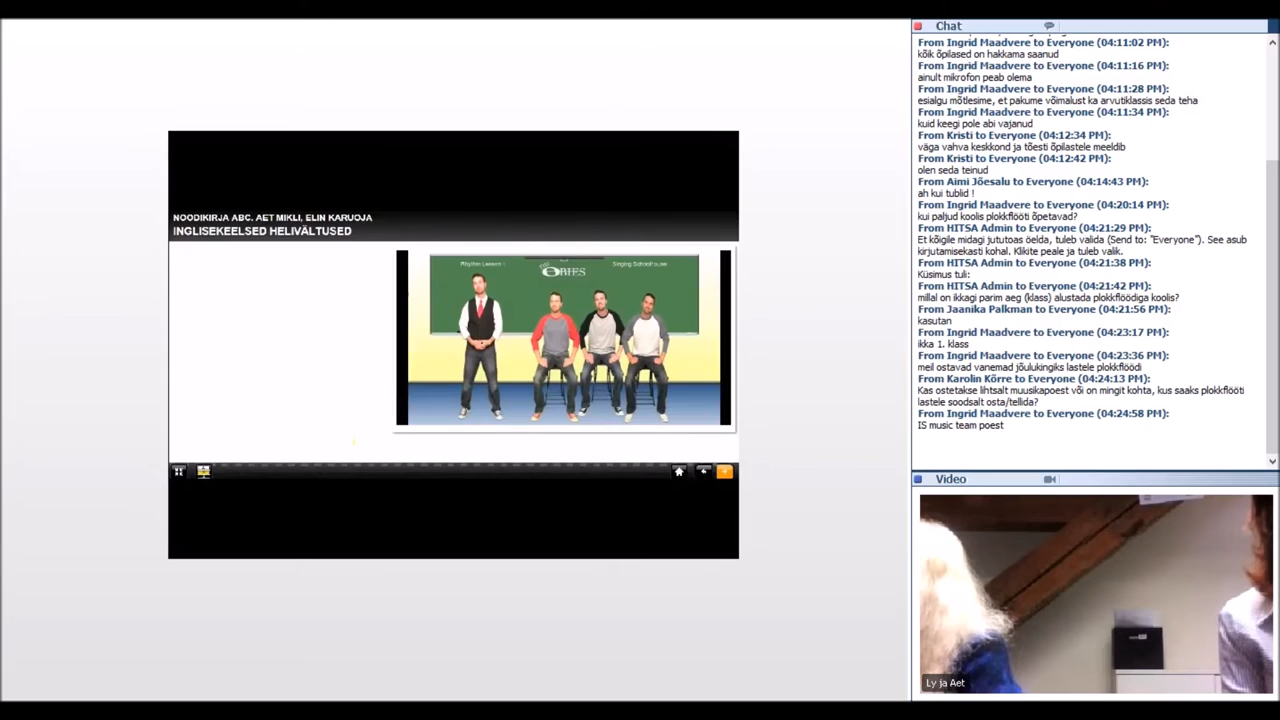 NOODIKIRJA ABC. AET MIKLI, ELIN KARUOJA
INGLISEKEELSED HELIVÄLTUSED
Rhythm Lesson
OBIES
Singing Schoolhouse
Chat
From Ingrid Maadvere to Everyone (04:11:02 PM):
kõik õpilased on hakkama saanud
From Ingrid Maadvere to Everyone (04:11:16 PM):
ainult mikrofon peab olema
From Ingrid Maadvere to Everyone (04:11:28 PM):
esialgu mõtlesime, et pakume võimalust ka arvutiklassis seda teha
From Ingrid Maadvere to Everyone (04:11:34 PM):
kuid keegi pole abi vajanud
From Kristi to Everyone (04:12:34 PM):
väga vahva keskkond ja tõesti õpilastele meeldib
From Kristi to Everyone (04:12:42 PM):
olen seda teinud
From Aimi Jõesalu to Everyone (04:14:43 PM):
ah kui tublid !
From Ingrid Maadvere to Everyone (04:20:14 PM):
kui paljud koolis plokkflööti õpetavad?
From HITSA Admin to Everyone (04:21:29 PM):
Et kõigile midagi jututoas öelda, tuleb valida (Send to: "Everyone"). See asub
kirjutamisekasti kohal. Klikite peale ja tuleb valik.
From HITSA Admin to Everyone (04:21:38 PM):
Küsimus tuli:
From HITSA Admin to Everyone (04:21:42 PM):
millal on ikkagi parim aeg (klass) alustada plokkflöödiga koolis?
From Jaanika Palkman to Everyone (04:21:56 PM):
kasutan
From Ingrid Maadvere to Everyone (04:23:17 PM):
ikka 1. klass
From Ingrid Maadvere to Everyone (04:23:36 PM):
meil ostavad vanemad jõulukingiks lastele plokkflöödi
From Karolin Kõrre to Everyone (04:24:13 PM):
Kas ostetakse lihtsalt muusikapoest või on mingit kohta, kus saaks plokkflööti
lastele soodsalt osta/tellida?
From Ingrid Maadvere to Everyone (04:24:58 PM):
IS music team poest
Video
Ly ja Aet